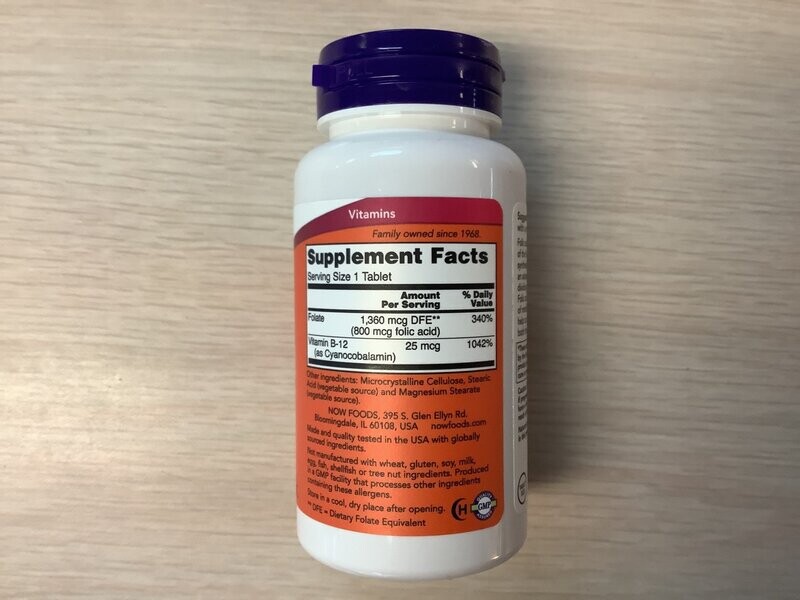 Vitamins
Family owned since 1968.
Supplement Facts
Serving Size 1 Tablet
Amount Per Serving % Daily Value
Folate 1,360 mcg DFE** 340%
(800 mcg folic acid)
Vitamin B-12 25 mcg 1042%
(as Cyanocobalamin)
Other ingredients: Microcrystalline Cellulose, Stearic
Acid (vegetable source) and Magnesium Stearate
(vegetable source).
NOW FOODS, 395 S. Glen Ellyn Rd.
Bloomingdale, IL 60108, USA nowfoods.com
Made and quality tested in the USA with globally
sourced ingredients.
Not manufactured with wheat, gluten, soy, milk,
egg, fish, shellfish or tree nut ingredients. Produced
in a GMP facility that processes other ingredients
containing these allergens.
Store in a cool, dry place after opening.
** DFE = Dietary Folate Equivalent
H
GMP